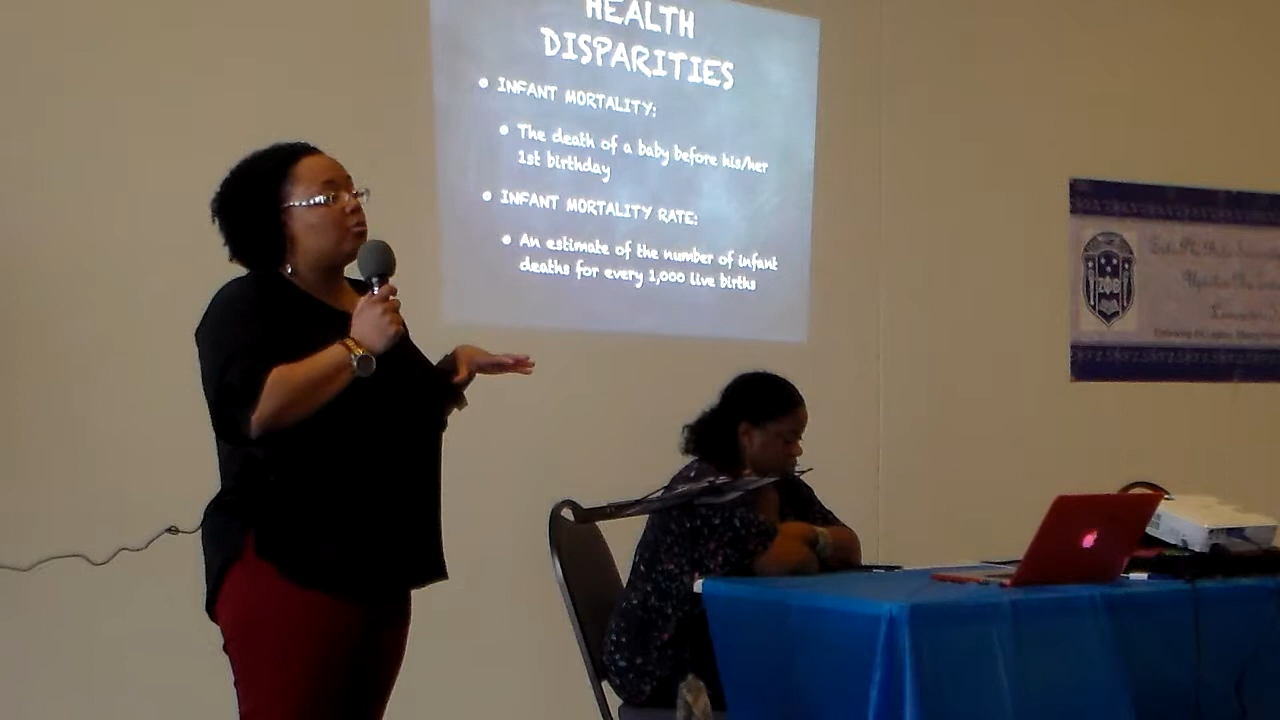 HEALTH
DISPARITIES
• INFANT MORTALITY:
• The death of a baby before his/her
1st birthday
• INFANT MORTALITY RATE:
• An estimate of the number of infant
deaths for every 1,000 live births
ΖΦΒ